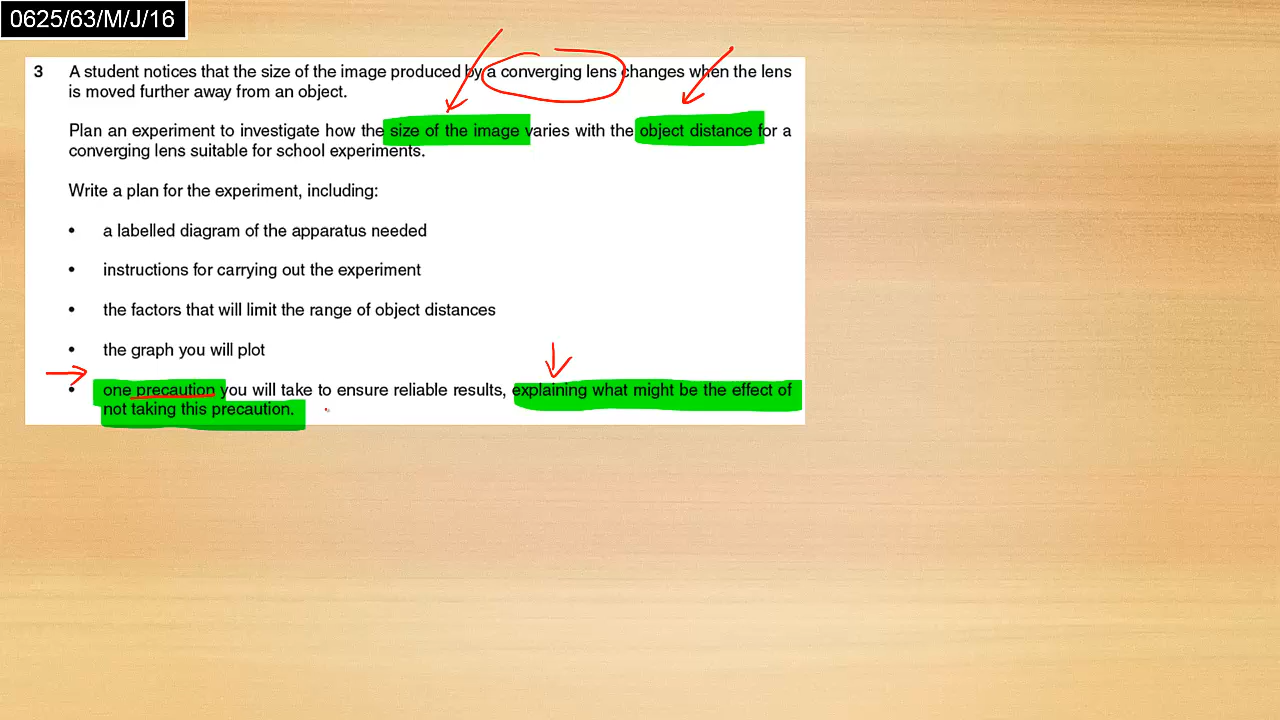 0625/63/M/J/16
3 A student notices that the size of the image produced by a converging lens changes when the lens
is moved further away from an object.
Plan an experiment to investigate how the size of the image varies with the object distance for a
converging lens suitable for school experiments.
Write a plan for the experiment, including:
• a labelled diagram of the apparatus needed
• instructions for carrying out the experiment
• the factors that will limit the range of object distances
• the graph you will plot
• one precaution you will take to ensure reliable results, explaining what might be the effect of
not taking this precaution.